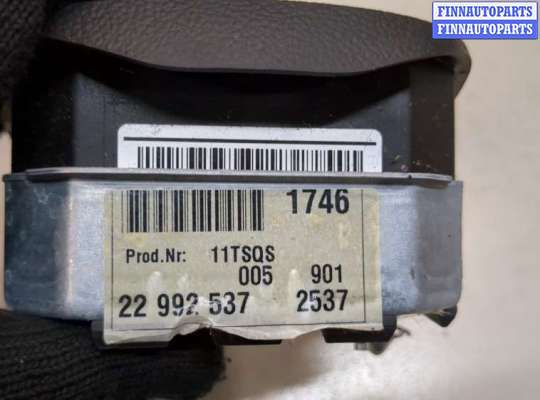 FINNAUTOPARTS
FINNAUTOPARTS
1746
Prod.Nr: 11TSQS
005 901
22 992 537 2537